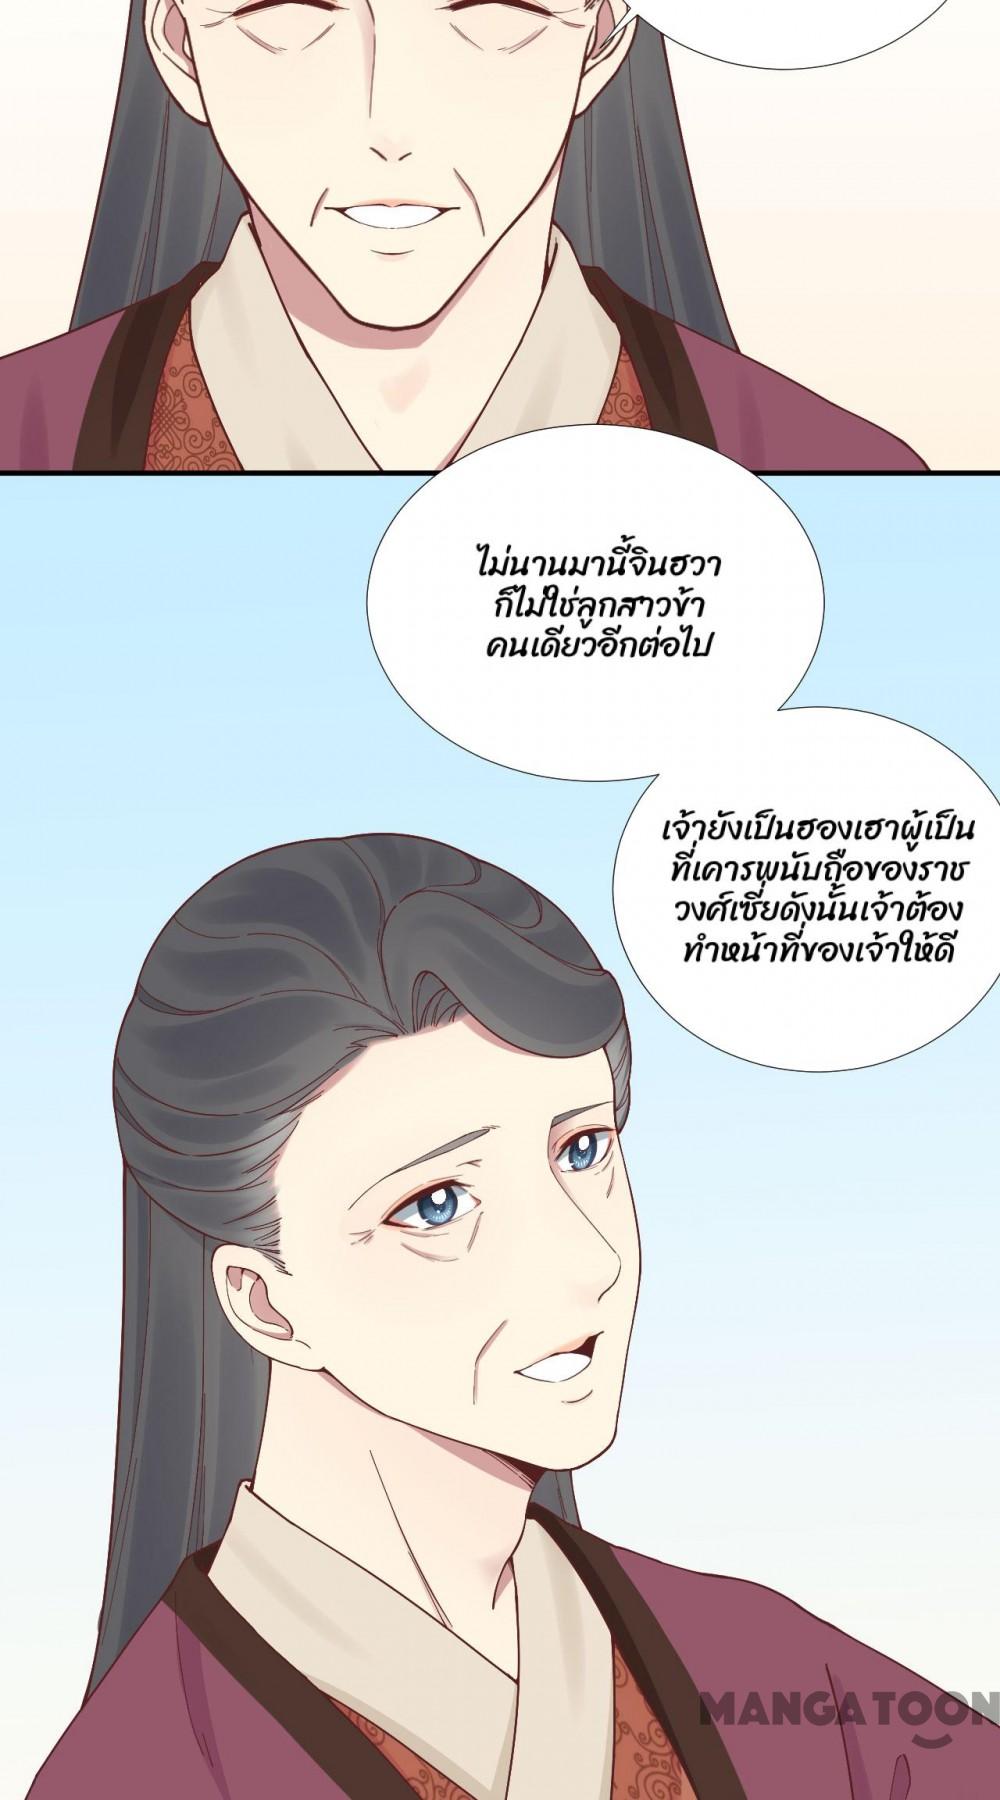 ไม่นานมานี้จินฮวา
ก็ไม่ใช่ลูกสาวข้า
คนเดียวอีกต่อไป
เจ้ายังเป็นฮองเฮาผู้เป็น
ที่เคารพนับถือของราช
วงศ์เซี่ยดังนั้นเจ้าต้อง
ทำหน้าที่ของเจ้าให้ดี
MANGATOON